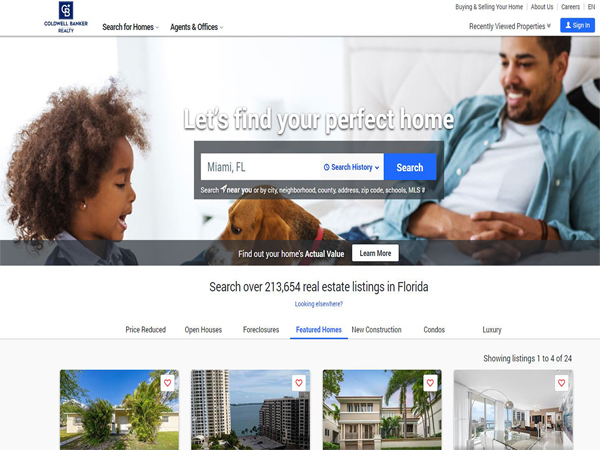 Buying & Selling Your Home | About Us | Careers | EN
CB
COLDWELL BANKER
REALTY
Search for Homes
Agents & Offices
Recently Viewed Properties
Sign In
Let's find your perfect home
Miami, FL
Search History
Search
Search near you or by city, neighborhood, county, address, zip code, schools, MLS #
Find out your home's Actual Value
Learn More
Search over 213,654 real estate listings in Florida
Looking elsewhere?
Price Reduced
Open Houses
Foreclosures
Featured Homes
New Construction
Condos
Luxury
Showing listings 1 to 4 of 24